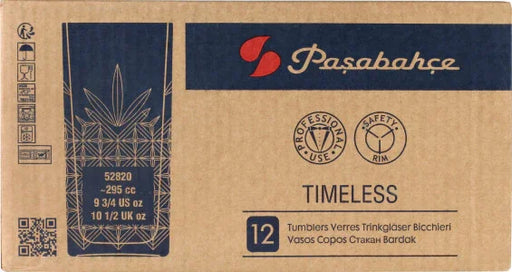 Paşabahçe
PROFESSIONAL
• USE •
• SAFETY •
RIM
52820
~295 cc
9 3/4 US oz
10 1/2 UK oz
TIMELESS
12
Tumblers Verres Trinkgläser Bicchieri
Vasos Copos Стакан Bardak